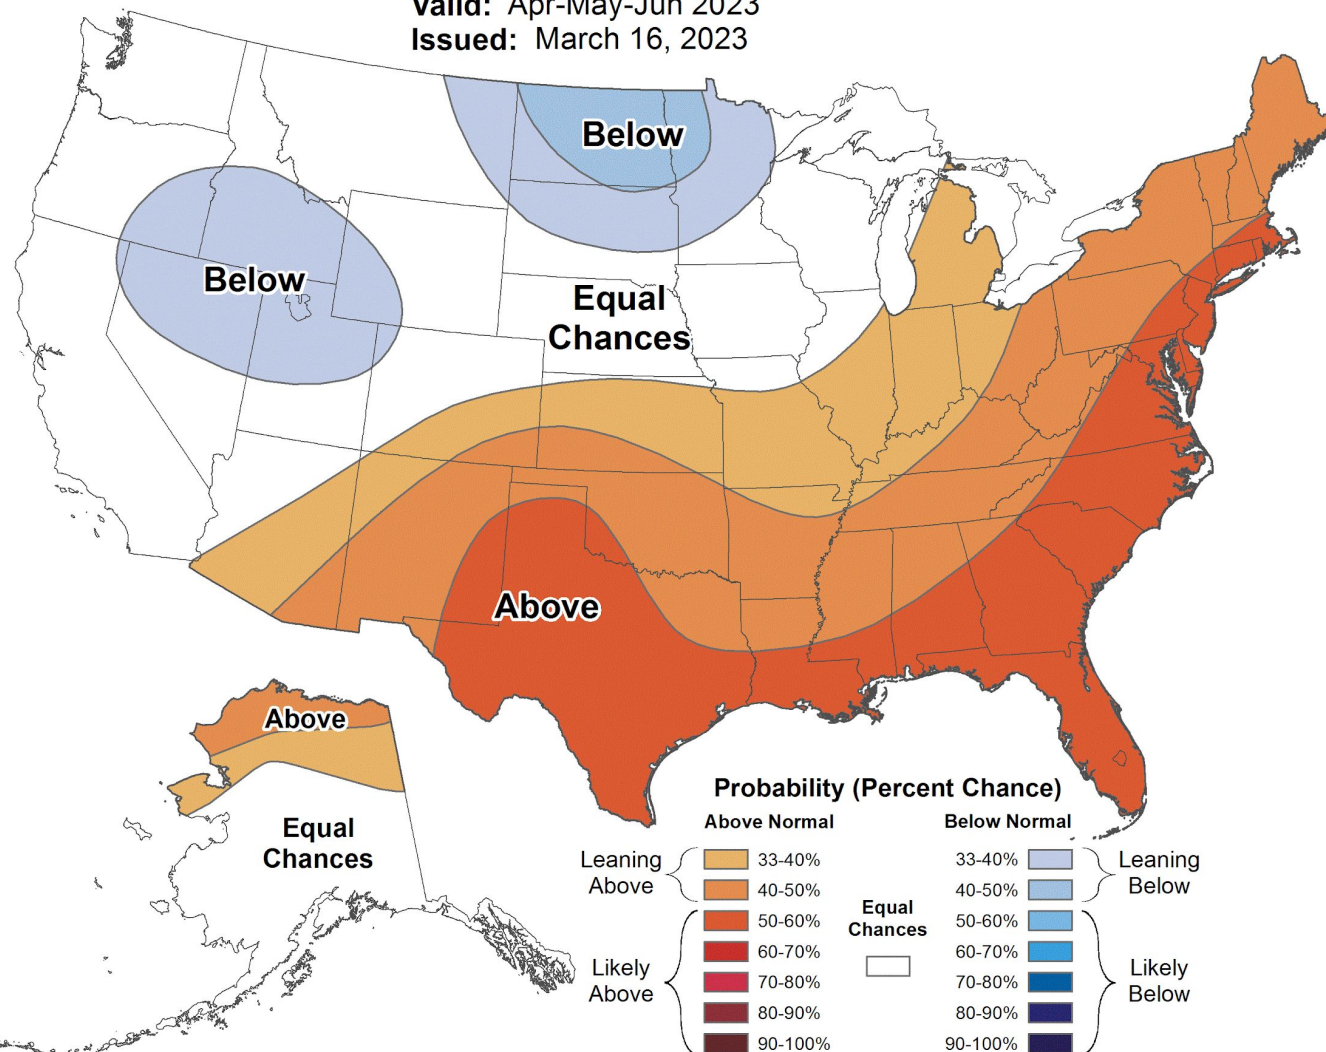 Valid: Apr-May-Jun 2023
Issued: March 16, 2023
Below
Below
Equal
Chances
Above
Above
Equal
Chances
Probability (Percent Chance)
Above Normal
Below Normal
Leaning
Above
33-40%
40-50%
50-60%
60-70%
70-80%
80-90%
90-100%
Likely
Above
Equal
Chances
33-40%
40-50%
50-60%
60-70%
70-80%
80-90%
90-100%
Leaning
Below
Likely
Below